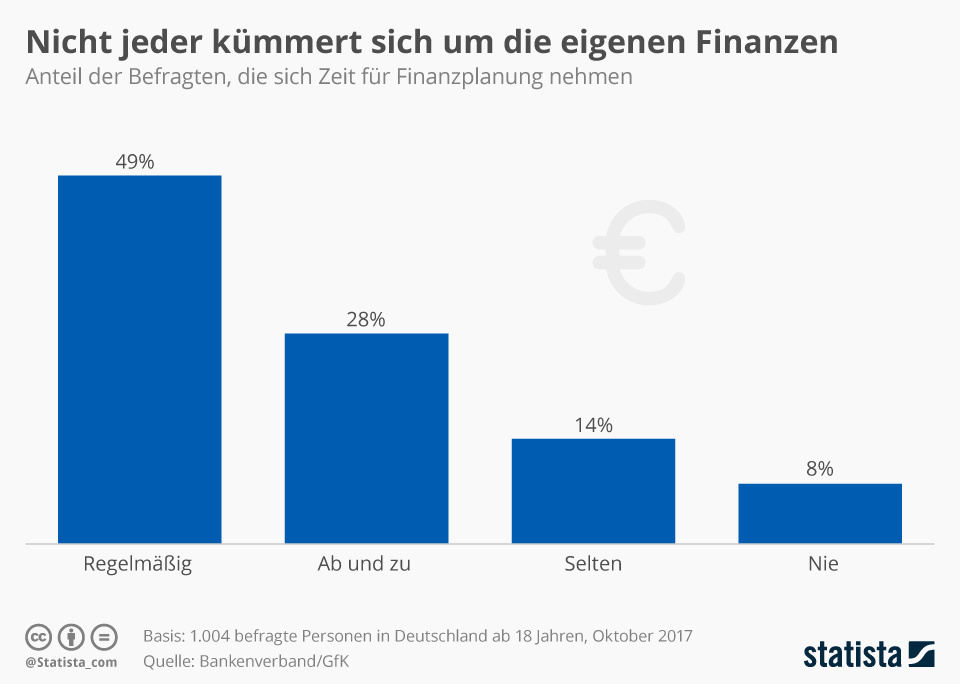 Nicht jeder kümmert sich um die eigenen Finanzen
Anteil der Befragten, die sich Zeit für Finanzplanung nehmen
49%
28%
14%
8%
Regelmäßig
Ab und zu
Selten
Nie
cc
@Statista_com
Basis: 1.004 befragte Personen in Deutschland ab 18 Jahren, Oktober 2017
Quelle: Bankenverband/GfK
statista